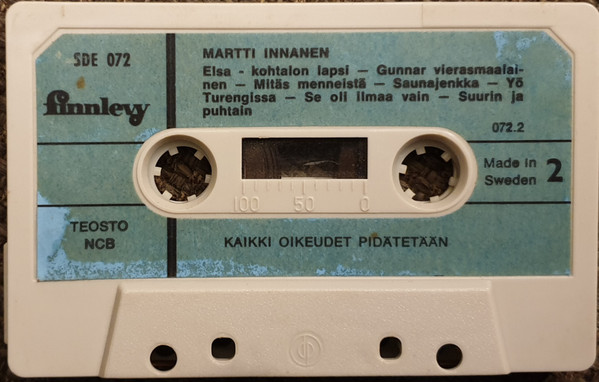 SDE 072
finnlevy
MARTTI INNANEN
Elsa - kohtalon lapsi — Gunnar vierasmaalai-
nen — Mitäs menneistä — Saunajenkka — Yö
Turengissa — Se oli ilmaa vain — Suurin ja
puhtain
072.2
Made in
Sweden 2
100 50 0
TEOSTO
NCB
KAIKKI OIKEUDET PIDÄTETÄÄN